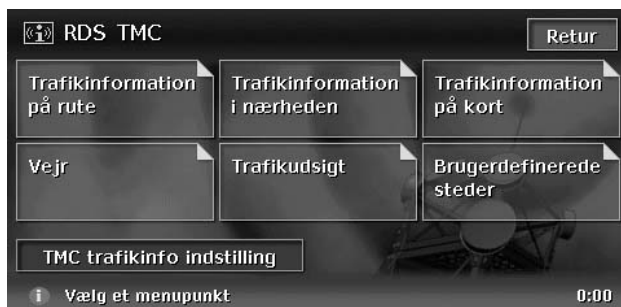 RDS TMC
Retur
Trafikinformation
på rute
Trafikinformation
i nærheden
Trafikinformation
på kort
Vejr
Trafikudsigt
Brugerdefinerede
steder
TMC trafikinfo indstilling
Vælg et menupunkt
0:00